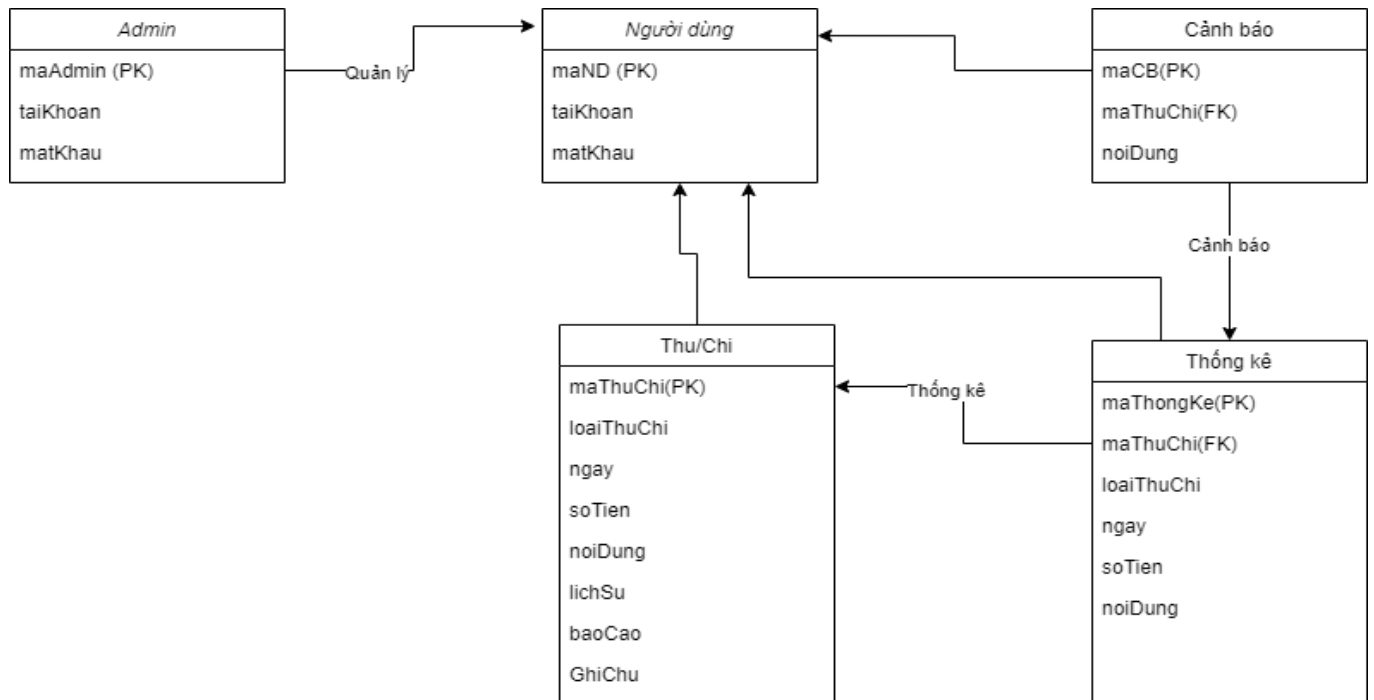 Admin
maAdmin (PK)
taiKhoan
matKhau
Quản lý
Người dùng
maND (PK)
taiKhoan
matKhau
Cảnh báo
maCB(PK)
maThuChi(FK)
noiDung
Cảnh báo
Thu/Chi
maThuChi(PK)
loaiThuChi
ngay
soTien
noiDung
lichSu
baoCao
GhiChu
Thống kê
Thống kê
maThongKe(PK)
maThuChi(FK)
loaiThuChi
ngay
soTien
noiDung